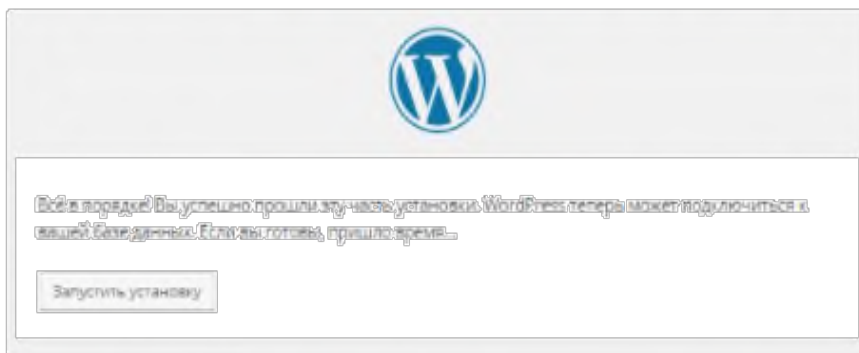 Всё в порядке! Вы успешно прошли эту часть установки. WordPress теперь может подключиться к
вашей базе данных. Если вы готовы, пришло время...
Запустить установку